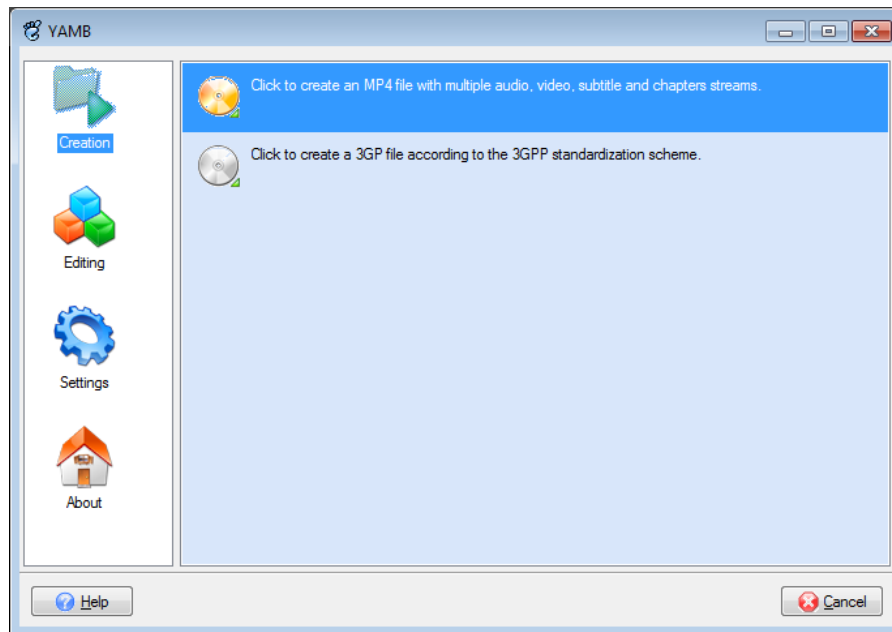 YAMB
Creation
Editing
Settings
About
Click to create an MP4 file with multiple audio, video, subtitle and chapters streams.
Click to create a 3GP file according to the 3GPP standardization scheme.
Help
Cancel